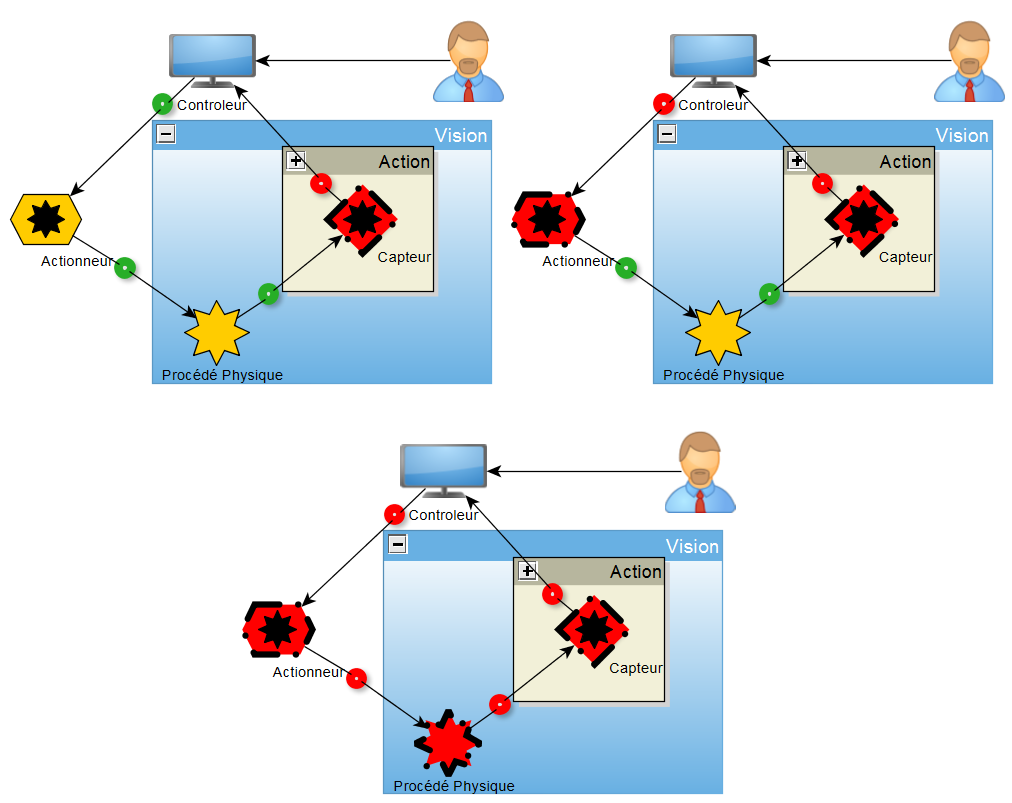 Controleur
Vision
Action
Actionneur
Capteur
Procédé Physique
Controleur
Vision
Action
Actionneur
Capteur
Procédé Physique
Controleur
Vision
Action
Actionneur
Capteur
Procédé Physique